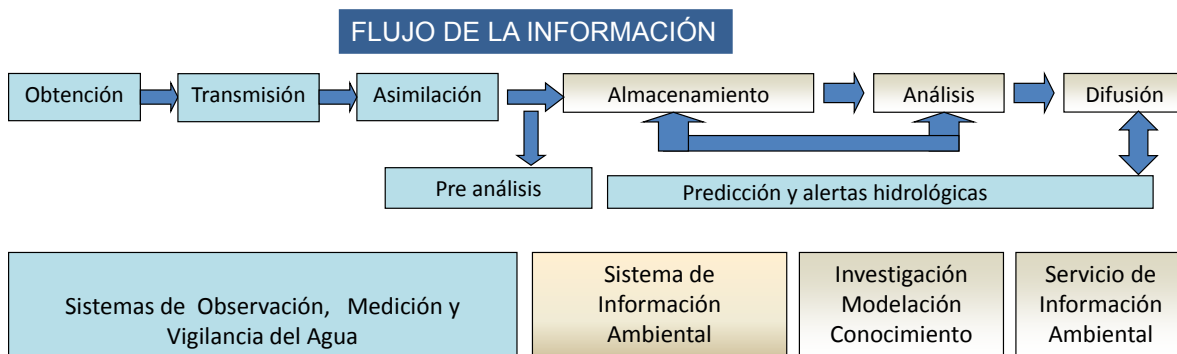 FLUJO DE LA INFORMACIÓN
Obtención
Transmisión
Asimilación
Almacenamiento
Análisis
Difusión
Pre análisis
Predicción y alertas hidrológicas
Sistemas de Observación, Medición y
Vigilancia del Agua
Sistema de
Información
Ambiental
Investigación
Modelación
Conocimiento
Servicio de
Información
Ambiental